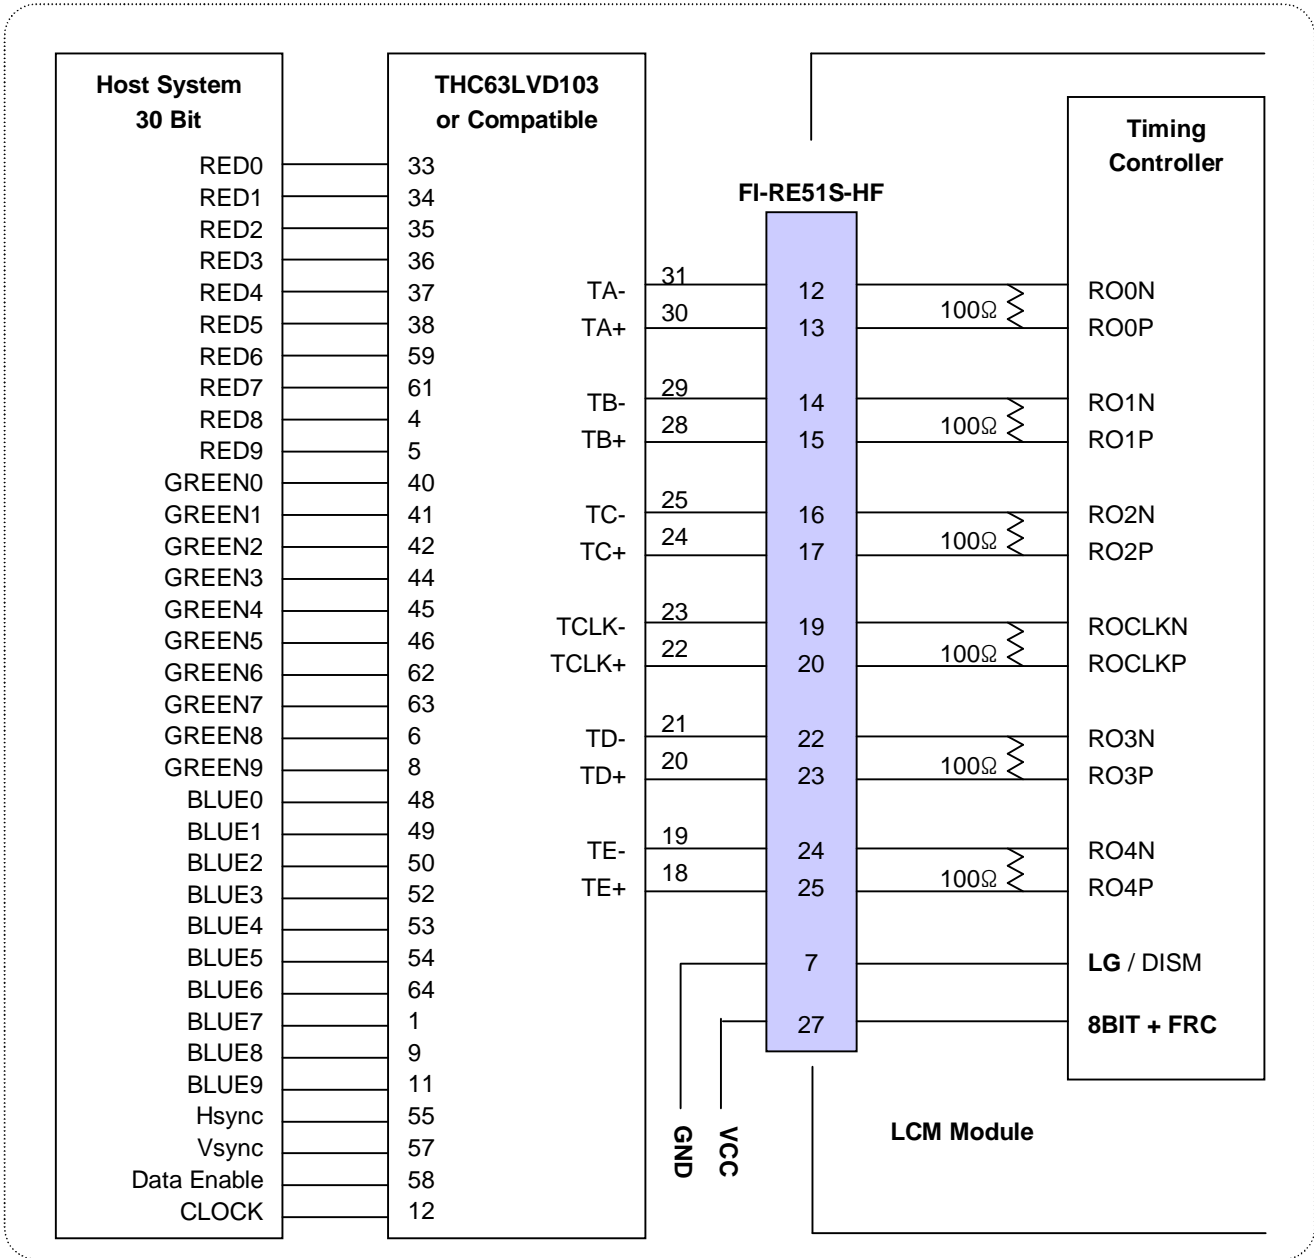 Host System
30 Bit
RED0
RED1
RED2
RED3
RED4
RED5
RED6
RED7
RED8
RED9
GREEN0
GREEN1
GREEN2
GREEN3
GREEN4
GREEN5
GREEN6
GREEN7
GREEN8
GREEN9
BLUE0
BLUE1
BLUE2
BLUE3
BLUE4
BLUE5
BLUE6
BLUE7
BLUE8
BLUE9
Hsync
Vsync
Data Enable
CLOCK
THC63LVD103
or Compatible
33
34
35
36
37
38
59
61
4
5
40
41
42
44
45
46
62
63
6
8
48
49
50
52
53
54
64
1
9
11
55
57
58
12
TA-
TA+
TB-
TB+
TC-
TC+
TCLK-
TCLK+
TD-
TD+
TE-
TE+
31
30
29
28
25
24
23
22
21
20
19
18
GND
VCC
FI-RE51S-HF
12
13
14
15
16
17
19
20
22
23
24
25
7
27
100Ω
100Ω
100Ω
100Ω
100Ω
100Ω
Timing
Controller
RO0N
RO0P
RO1N
RO1P
RO2N
RO2P
ROCLKN
ROCLKP
RO3N
RO3P
RO4N
RO4P
LG / DISM
8BIT + FRC
LCM Module